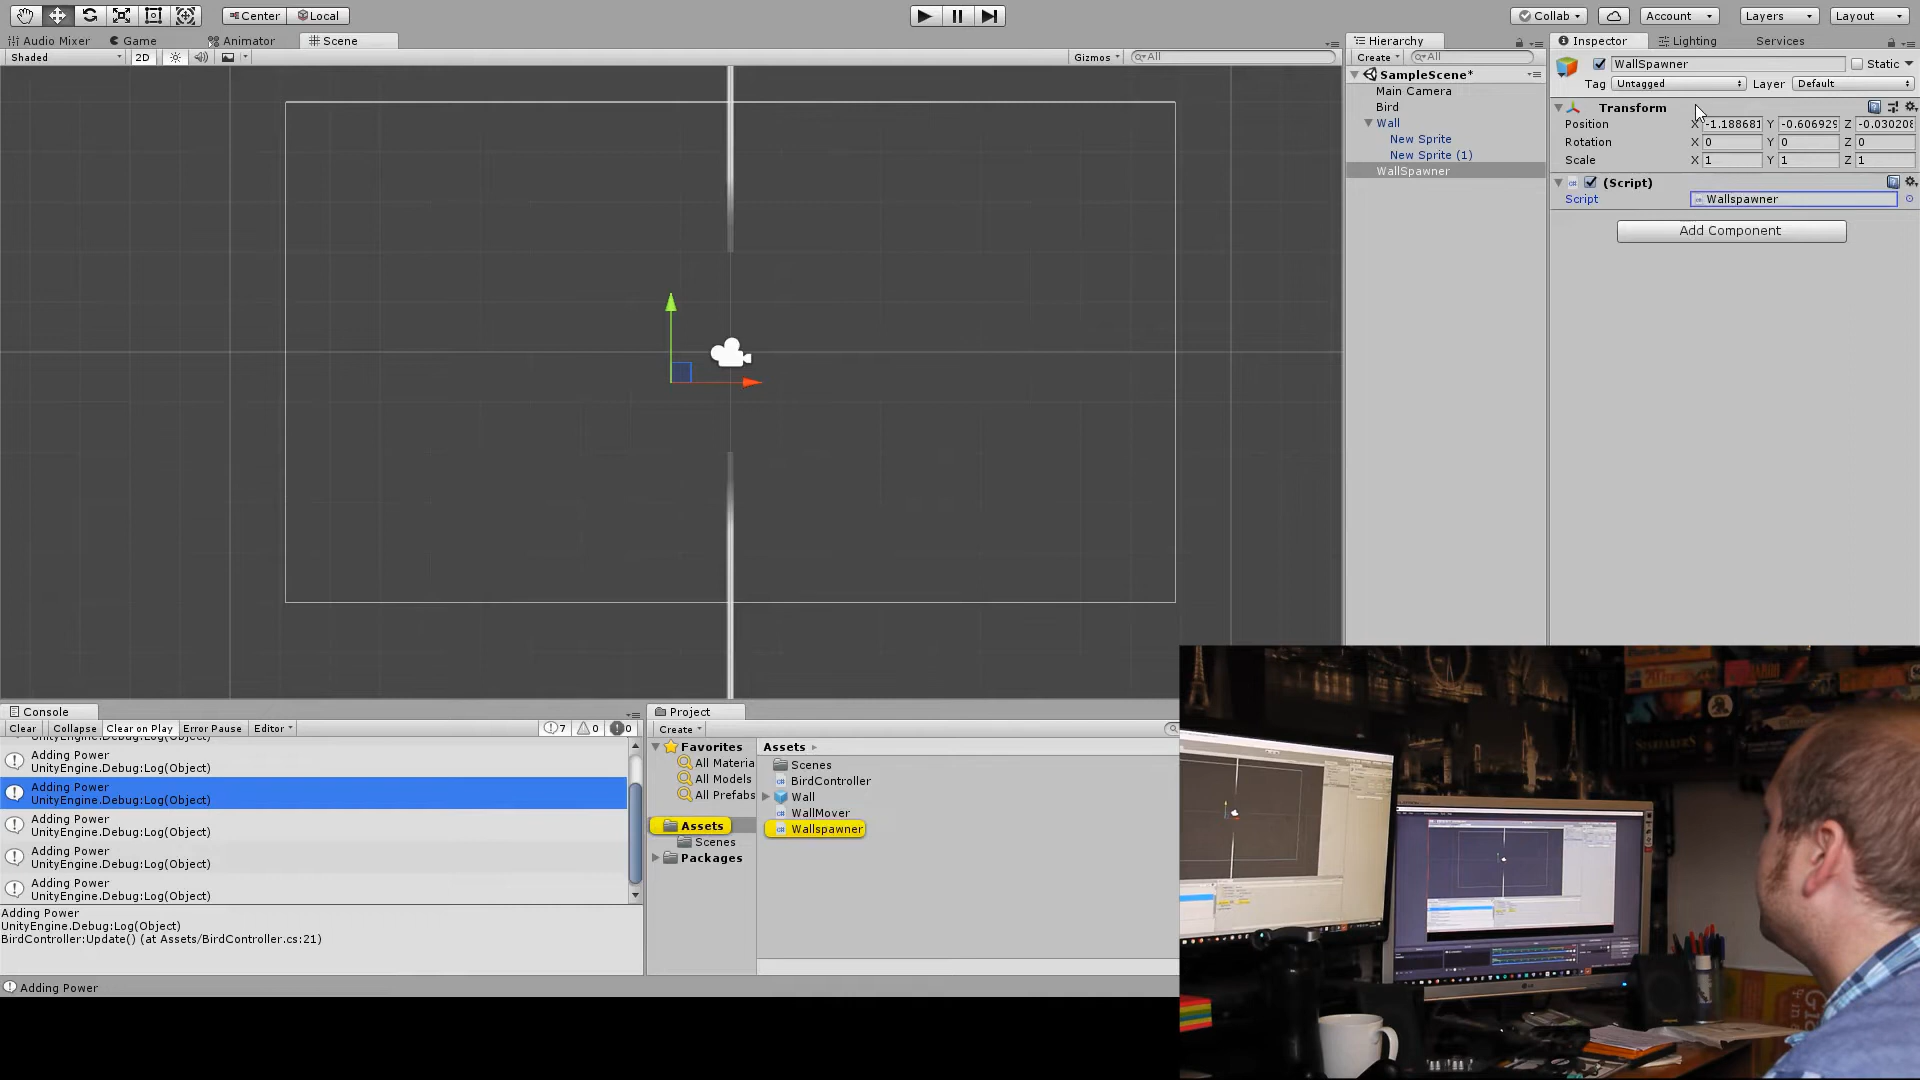 Center
Local
Collab
Account
Layers
Layout
Audio Mixer
Game
Animator
Scene
Hierarchy
Inspector
Lighting
Services
Shaded
2D
Gizmos
All
Create
All
WallSpawner
Static
Tag
Untagged
Layer
Default
SampleScene*
Main Camera
Bird
Wall
New Sprite
New Sprite (1)
WallSpawner
Transform
Position
X
-1.188681
Y
-0.606929
Z
-0.030208
Rotation
X
0
Y
0
Z
0
Scale
X
1
Y
1
Z
1
(Script)
Script
Wallspawner
Add Component
Console
Clear
Collapse
Clear on Play
Error Pause
Editor
7
0
0
UnityEngine.Debug:Log(Object)
Adding Power
UnityEngine.Debug:Log(Object)
Adding Power
UnityEngine.Debug:Log(Object)
Adding Power
UnityEngine.Debug:Log(Object)
Adding Power
UnityEngine.Debug:Log(Object)
Adding Power
UnityEngine.Debug:Log(Object)
Adding Power
UnityEngine.Debug:Log(Object)
BirdController:Update() (at Assets/BirdController.cs:21)
Adding Power
Project
Create
Favorites
All Materia
All Models
All Prefabs
Assets
Scenes
Packages
Assets
Scenes
BirdController
Wall
WallMover
Wallspawner